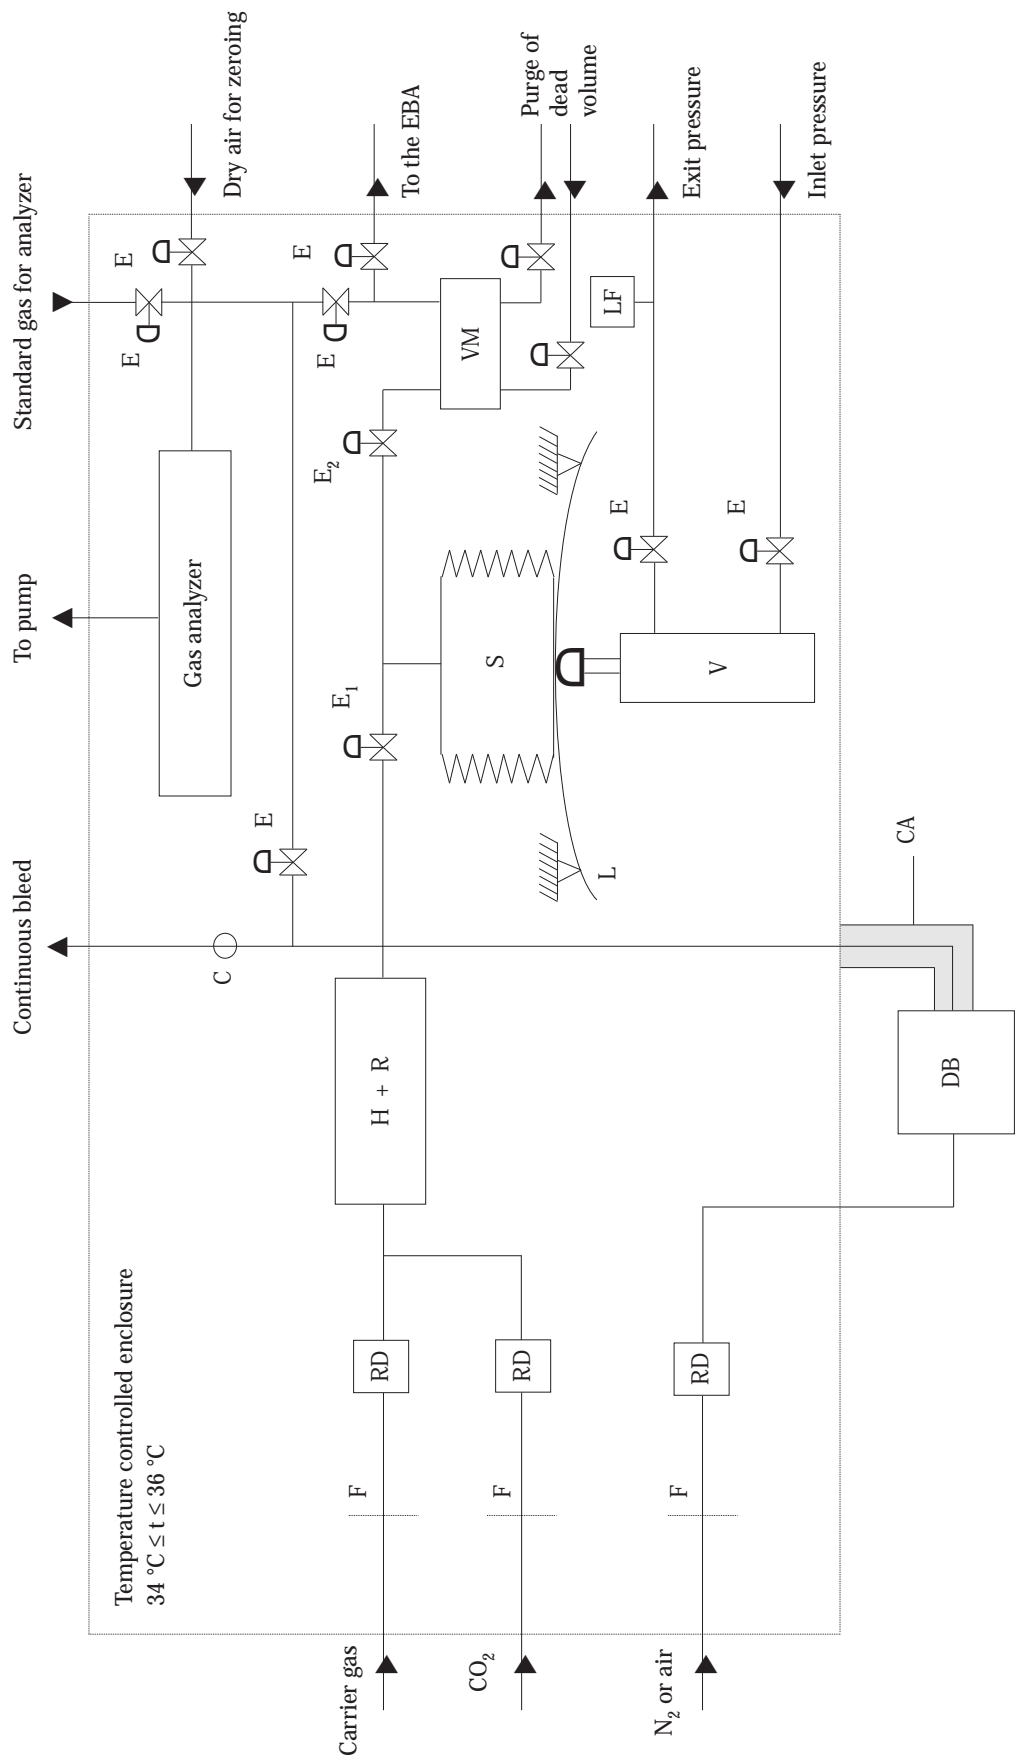 Temperature controlled enclosure
34 °C ≤ t ≤ 36 °C
Continuous bleed
To pump
Standard gas for analyzer
Dry air for zeroing
To the EBA
Purge of
dead
volume
Exit pressure
Inlet pressure
Gas analyzer
C
E
E
E
E
E
E₁
E₂
VM
LF
S
E
E
V
L
CA
DB
H + R
RD
RD
RD
F
F
F
Carrier gas
CO₂
N₂ or air